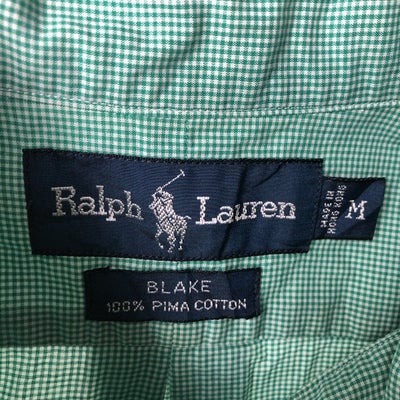 Ralph Lauren
MADE IN
HONG KONG
M
BLAKE
100% PIMA COTTON